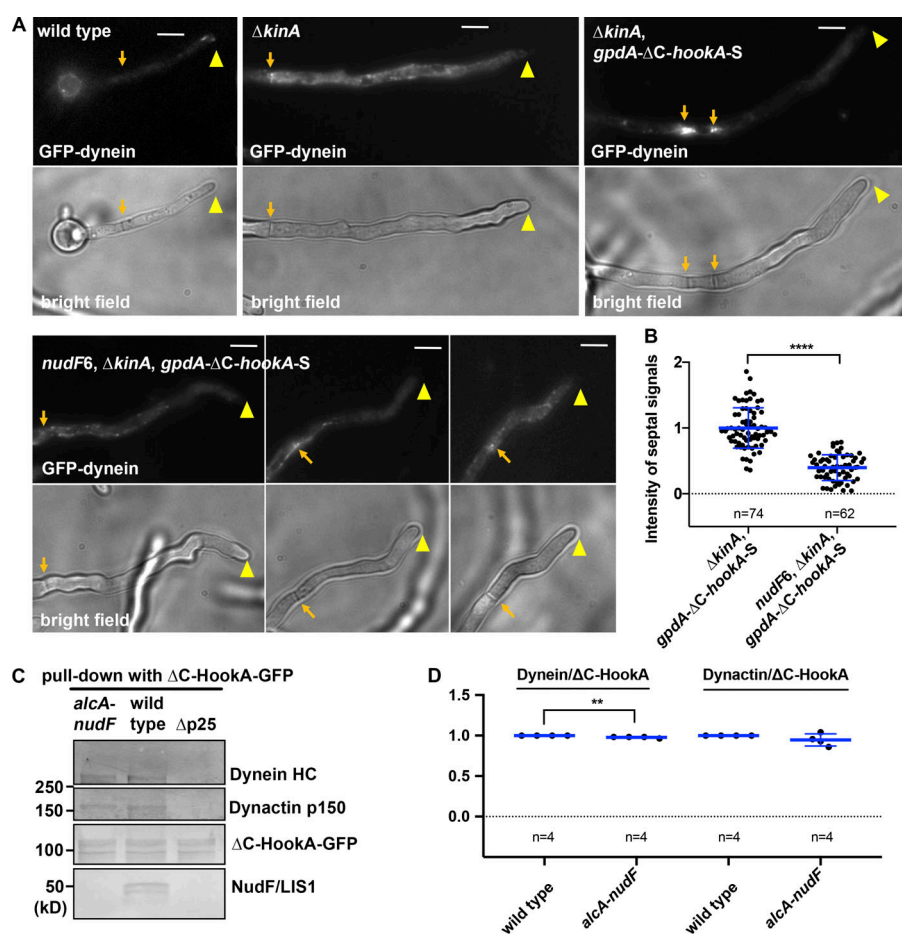 A
wild type
GFP-dynein
bright field
ΔkinA
GFP-dynein
bright field
ΔkinA,
gpdA-ΔC-hookA-S
GFP-dynein
bright field
nudF6, ΔkinA, gpdA-ΔC-hookA-S
GFP-dynein
bright field
B
Intensity of septal signals
2
1
0
****
n=74
n=62
ΔkinA,
gpdA-ΔC-hookA-S
nudF6, ΔkinA,
gpdA-ΔC-hookA-S
C
pull-down with ΔC-HookA-GFP
alcA-
nudF
wild
type
Δp25
Dynein HC
250
150
Dynactin p150
100
ΔC-HookA-GFP
50
(kD)
NudF/LIS1
D
Dynein/ΔC-HookA
Dynactin/ΔC-HookA
1.5
1.0
0.5
0.0
**
n=4
n=4
n=4
n=4
wild type
alcA-nudF
wild type
alcA-nudF